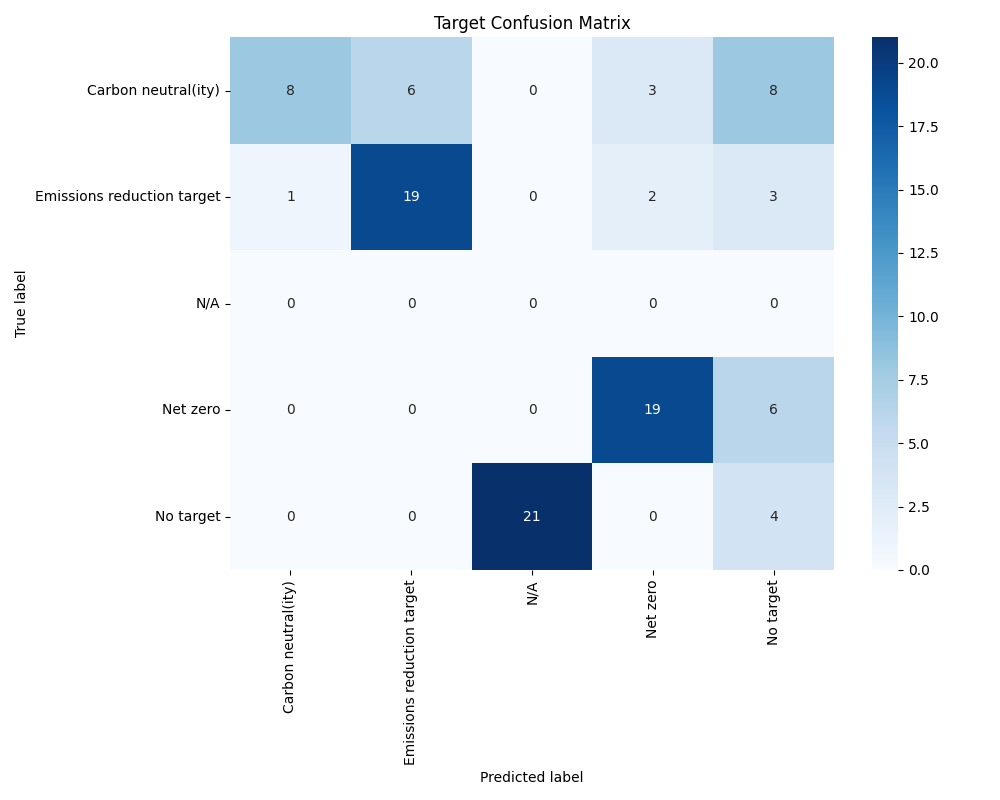 Target Confusion Matrix
Carbon neutral(ity) 8 6 0 3 8
Emissions reduction target 1 19 0 2 3
N/A 0 0 0 0 0
Net zero 0 0 0 19 6
No target 0 0 21 0 4
True label
Carbon neutral(ity)
Emissions reduction target
N/A
Net zero
No target
Predicted label
20.0
17.5
15.0
12.5
10.0
7.5
5.0
2.5
0.0